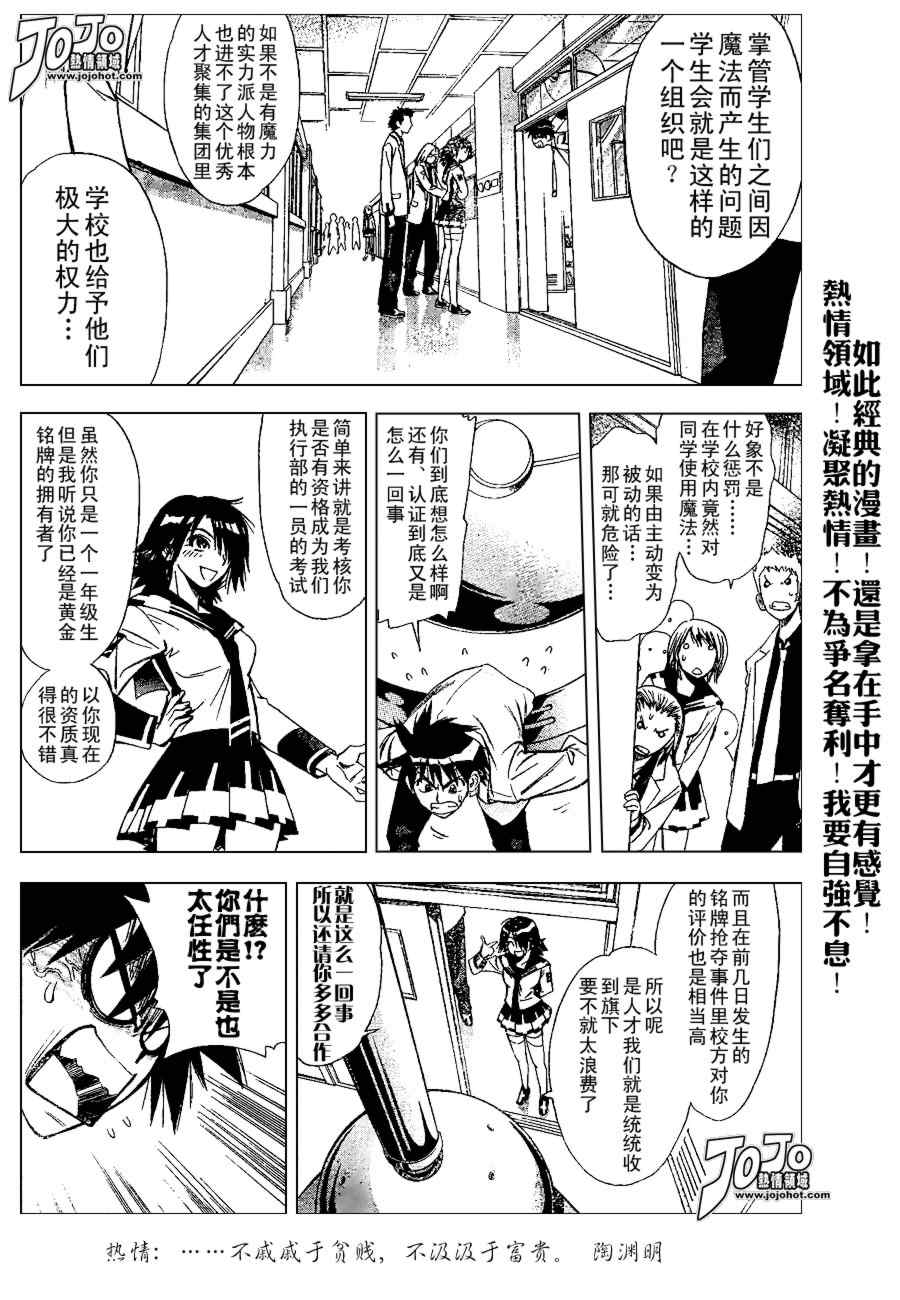 JOJO!
熱情領域
www.jojohot.com
掌管学生们之间因
魔法而产生的问题
学生会就是这样的
一个组织吧？
如果不是有魔力
的实力派人物根本
也进不了这个优秀
人才聚集的集团里
学校也给予他们
极大的权力…
好象不是
什么惩罚……
在学校内竟然对
同学使用魔法…
如果由主动变为
被动的话…
那可就危险了…
你们到底想怎么样啊
还有、认证到底又是
怎么一回事
简单来讲就是考核你
是否有资格成为我们
执行部的一员的考试
虽然你只是一个一年级生
但是我听说你已经是黄金
铭牌的拥有者了
以你现在
的资质真
得很不错
而且在前几日发生的
铭牌抢夺事件里校方对你
的评价也是相当高
所以呢
是人才我们就是统统收
到旗下
要不就太浪费了
就是这么一回事
所以还请你多多合作
什麼!?
你們是不是也
太任性了
如此經典的漫畫！還是拿在手中才更有感覺！
熱情領域！凝聚熱情！不為爭名奪利！我要自強不息！
JOJO
熱情領域
www.jojohot.com
热情：……不戚戚于贫贱，不汲汲于富贵。 陶渊明